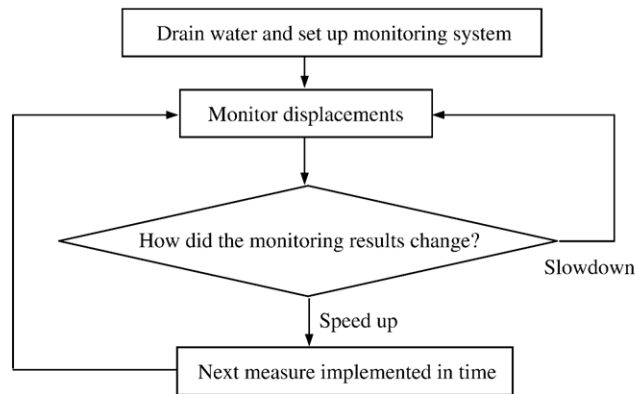 Drain water and set up monitoring system
Monitor displacements
How did the monitoring results change?
Slowdown
Speed up
Next measure implemented in time